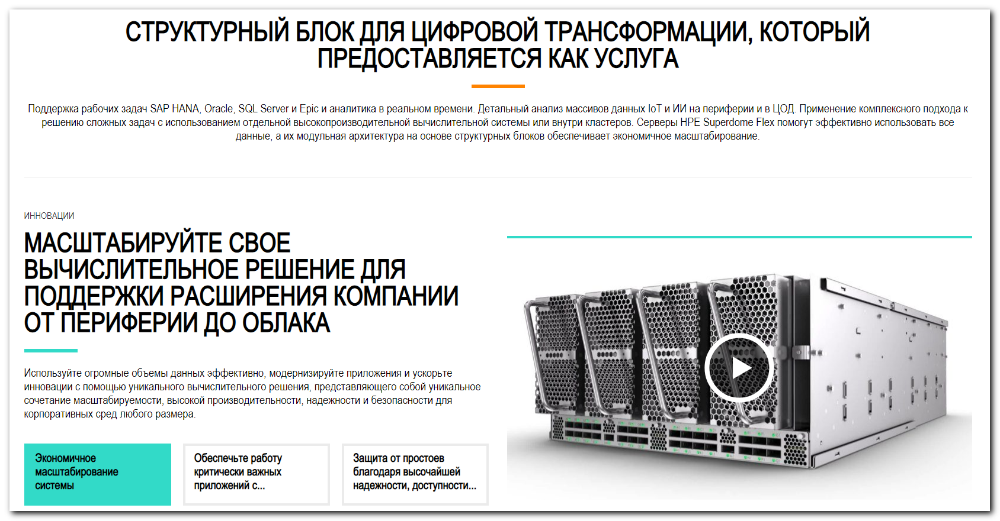 СТРУКТУРНЫЙ БЛОК ДЛЯ ЦИФРОВОЙ ТРАНСФОРМАЦИИ, КОТОРЫЙ
ПРЕДОСТАВЛЯЕТСЯ КАК УСЛУГА
Поддержка рабочих задач SAP HANA, Oracle, SQL Server и Epic и аналитика в реальном времени. Детальный анализ массивов данных IoT и ИИ на периферии и в ЦОД. Применение комплексного подхода к
решению сложных задач с использованием отдельной высокопроизводительной вычислительной системы или внутри кластеров. Серверы HPE Superdome Flex помогут эффективно использовать все
данные, а их модульная архитектура на основе структурных блоков обеспечивает экономичное масштабирование.
ИННОВАЦИИ
МАСШТАБИРУЙТЕ СВОЕ
ВЫЧИСЛИТЕЛЬНОЕ РЕШЕНИЕ ДЛЯ
ПОДДЕРЖКИ РАСШИРЕНИЯ КОМПАНИИ
ОТ ПЕРИФЕРИИ ДО ОБЛАКА
Используйте огромные объемы данных эффективно, модернизируйте приложения и ускорьте
инновации с помощью уникального вычислительного решения, представляющего собой уникальное
сочетание масштабируемости, высокой производительности, надежности и безопасности для
корпоративных сред любого размера.
Экономичное
масштабирование
системы
Обеспечьте работу
критически важных
приложений с...
Защита от простоев
благодаря высочайшей
надежности, доступности...